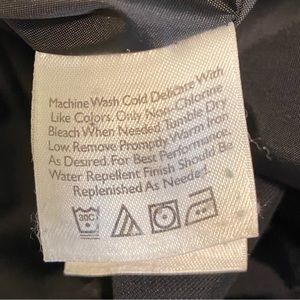 Machine Wash Cold Delicate With
Like Colors. Only Non-Chlorine
Bleach When Needed. Tumble Dry
Low. Remove Promptly. Warm Iron
As Desired. For Best Performance,
Water Repellent Finish Should Be
Replenished As Needed.
30C